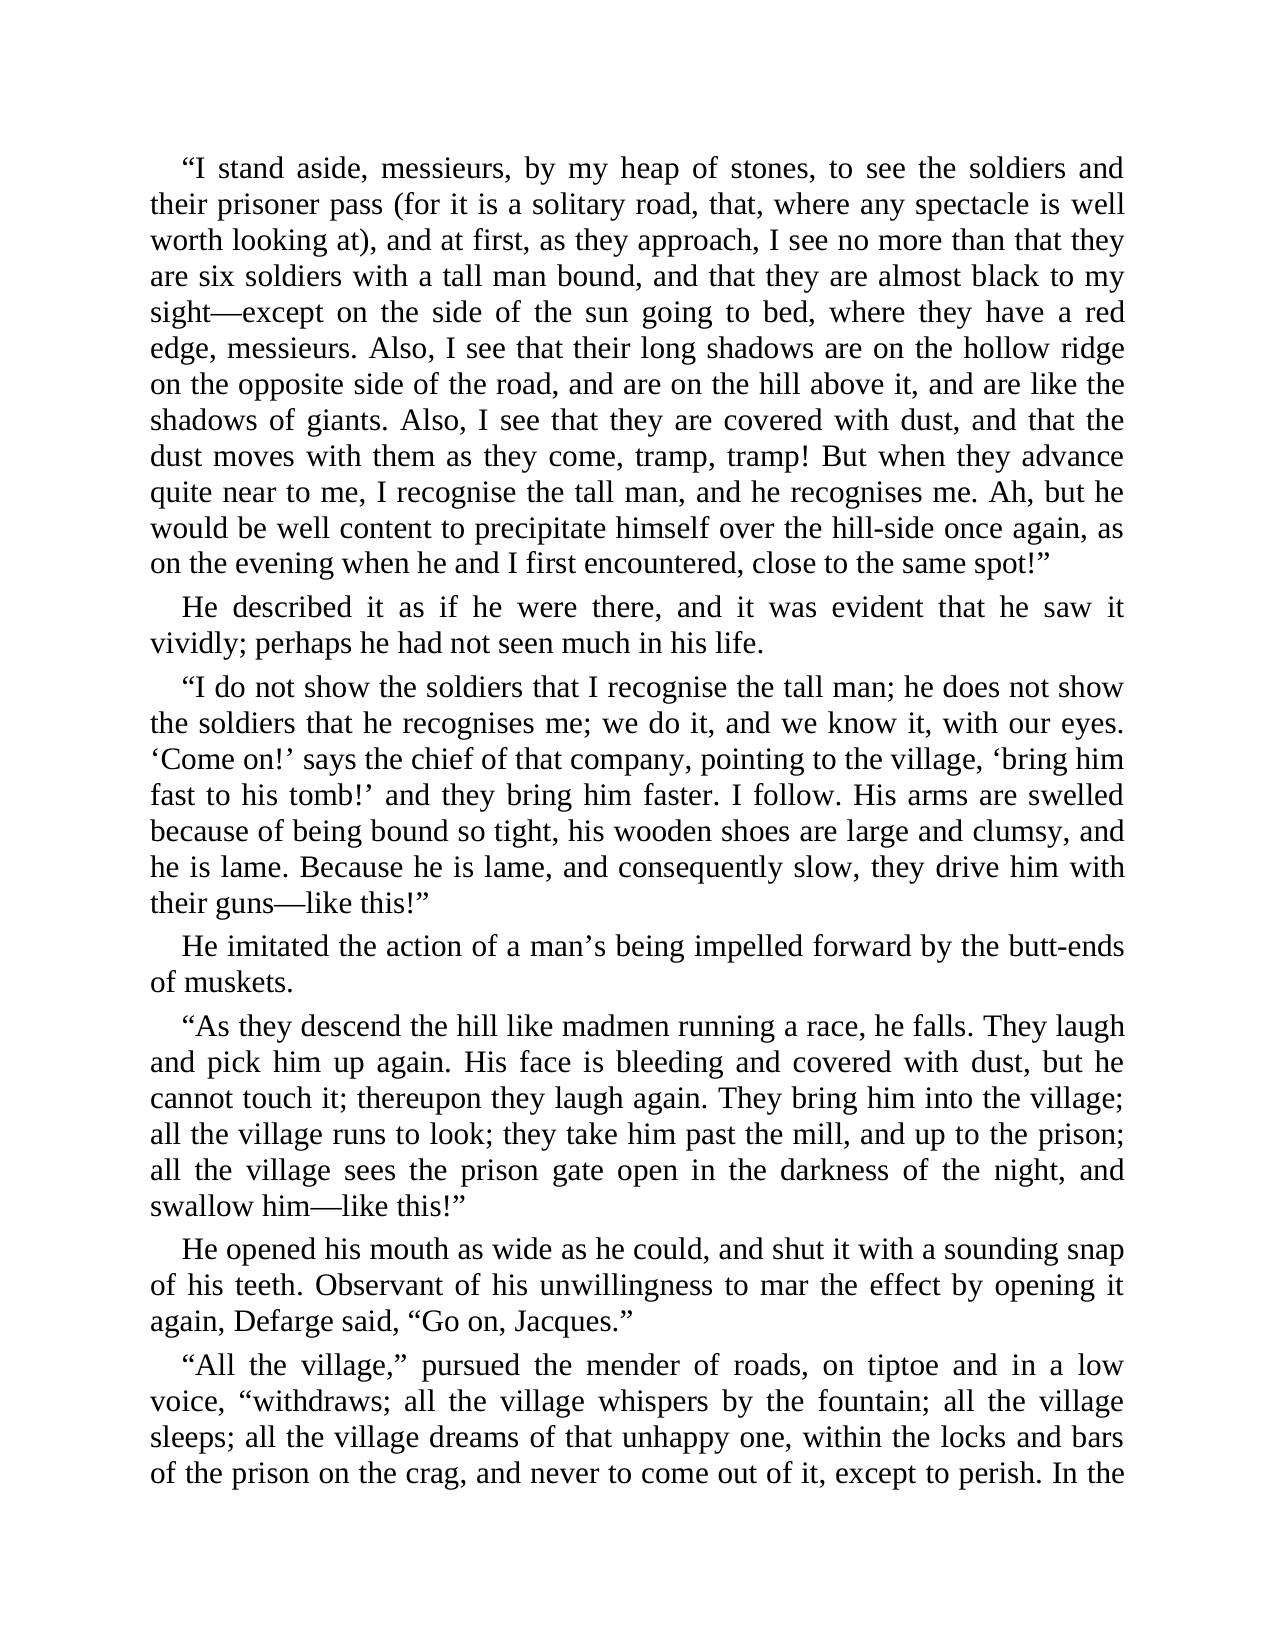 “I stand aside, messieurs, by my heap of stones, to see the soldiers and
their prisoner pass (for it is a solitary road, that, where any spectacle is well
worth looking at), and at first, as they approach, I see no more than that they
are six soldiers with a tall man bound, and that they are almost black to my
sight—except on the side of the sun going to bed, where they have a red
edge, messieurs. Also, I see that their long shadows are on the hollow ridge
on the opposite side of the road, and are on the hill above it, and are like the
shadows of giants. Also, I see that they are covered with dust, and that the
dust moves with them as they come, tramp, tramp! But when they advance
quite near to me, I recognise the tall man, and he recognises me. Ah, but he
would be well content to precipitate himself over the hill-side once again, as
on the evening when he and I first encountered, close to the same spot!”
He described it as if he were there, and it was evident that he saw it
vividly; perhaps he had not seen much in his life.
“I do not show the soldiers that I recognise the tall man; he does not show
the soldiers that he recognises me; we do it, and we know it, with our eyes.
‘Come on!’ says the chief of that company, pointing to the village, ‘bring him
fast to his tomb!’ and they bring him faster. I follow. His arms are swelled
because of being bound so tight, his wooden shoes are large and clumsy, and
he is lame. Because he is lame, and consequently slow, they drive him with
their guns—like this!”
He imitated the action of a man’s being impelled forward by the butt-ends
of muskets.
“As they descend the hill like madmen running a race, he falls. They laugh
and pick him up again. His face is bleeding and covered with dust, but he
cannot touch it; thereupon they laugh again. They bring him into the village;
all the village runs to look; they take him past the mill, and up to the prison;
all the village sees the prison gate open in the darkness of the night, and
swallow him—like this!”
He opened his mouth as wide as he could, and shut it with a sounding snap
of his teeth. Observant of his unwillingness to mar the effect by opening it
again, Defarge said, “Go on, Jacques.”
“All the village,” pursued the mender of roads, on tiptoe and in a low
voice, “withdraws; all the village whispers by the fountain; all the village
sleeps; all the village dreams of that unhappy one, within the locks and bars
of the prison on the crag, and never to come out of it, except to perish. In the